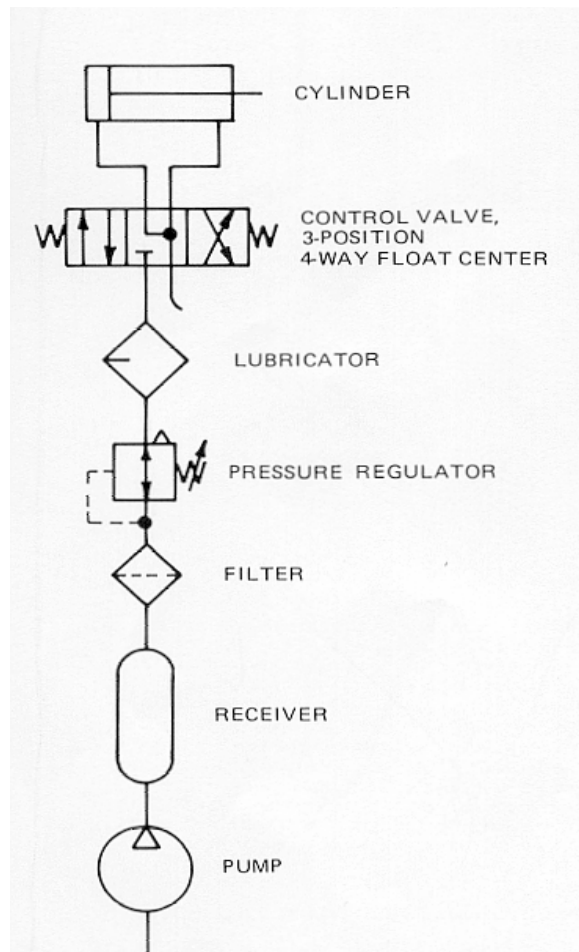 CYLINDER
CONTROL VALVE,
3-POSITION
4-WAY FLOAT CENTER
LUBRICATOR
PRESSURE REGULATOR
FILTER
RECEIVER
PUMP